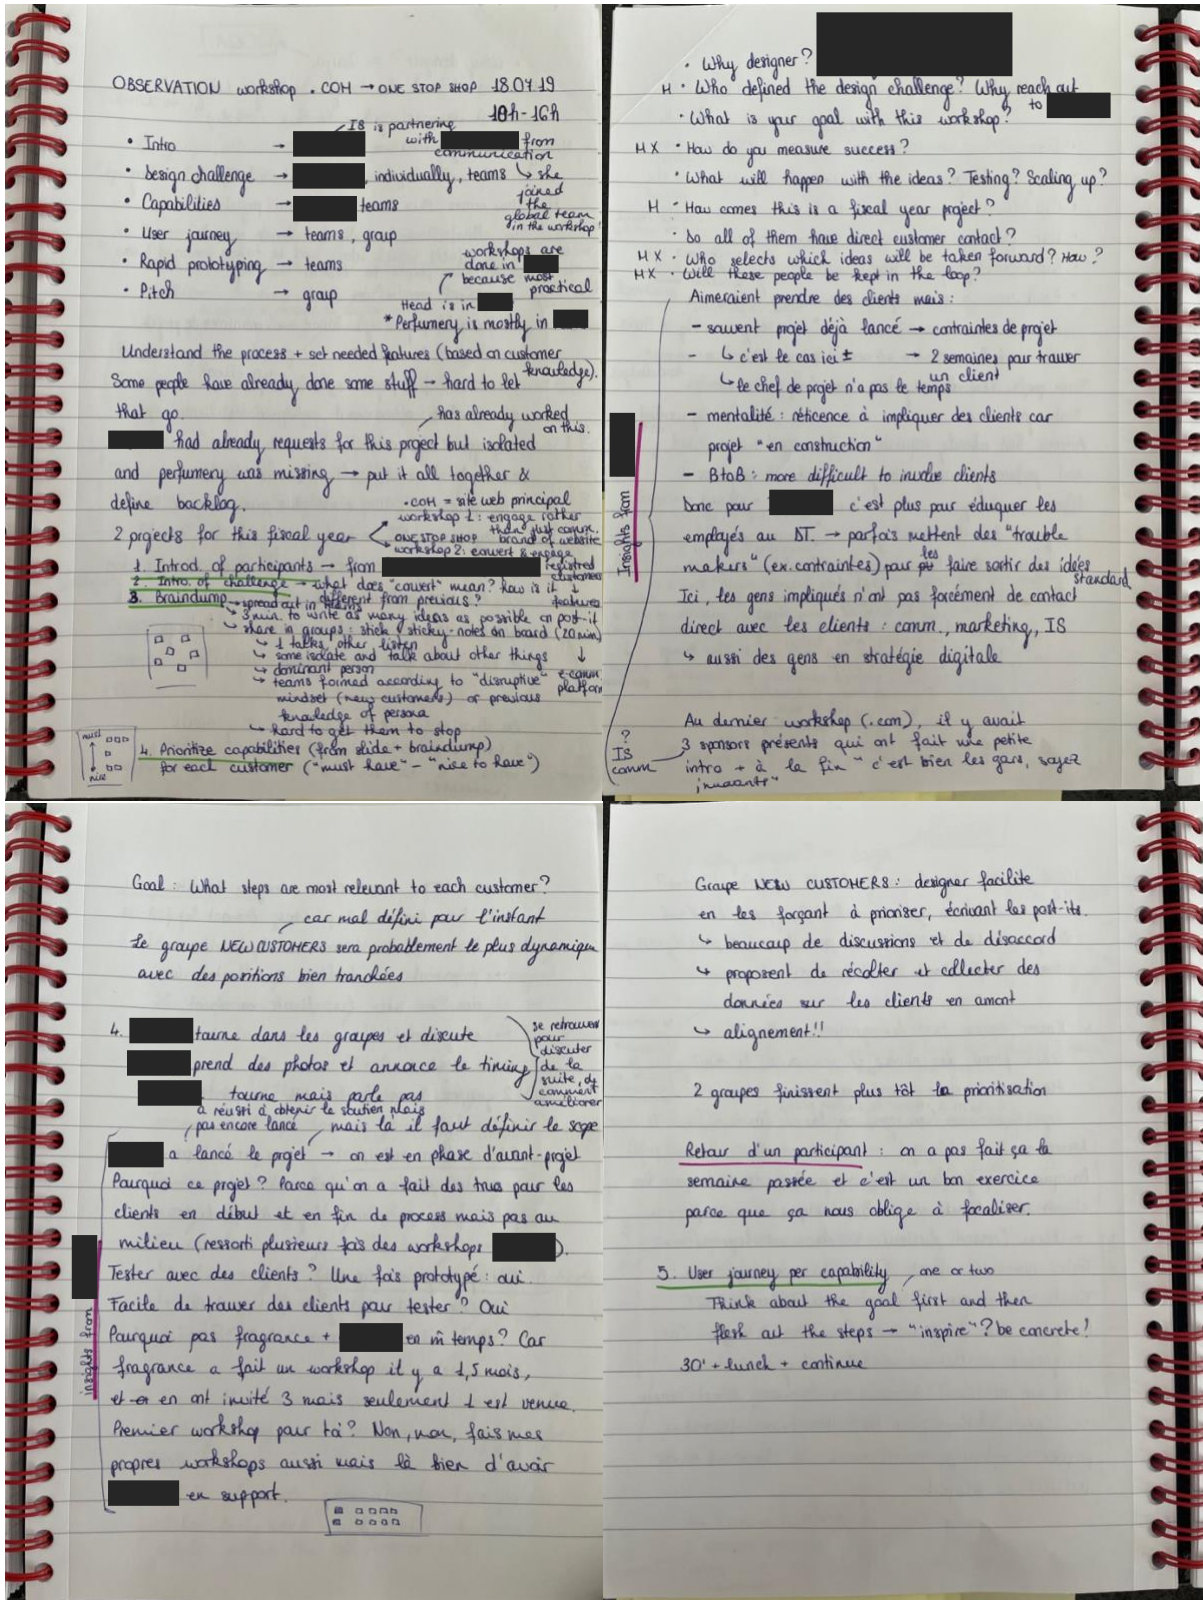 OBSERVATION workshop .COM → ONE STOP SHOP 18.07.19
10h-16h
IS is partnering
with from
communication
↳ she
joined
the
global team
in the workshop!
• Intro →
• Design challenge → , individually, teams
• Capabilities → teams
• User journey → teams, group
• Rapid prototyping → teams
• Pitch → group
workshops are
done in
because most
practical
Head is in
* Perfumery is mostly in
Understand the process + set needed features (based on customer
knowledge).
Some people have already done some stuff → hard to let
that go.
has already worked
on this.
had already requests for this project but isolated
and perfumery was missing → put it all together &
define backlog.
2 projects for this fiscal year
.COM = site web principal
workshop 1: engage rather
than just comm.
brand of website
ONE STOP SHOP
workshop 2: convert & engage
registred
customers
1. Introd. of participants → from
2. Intro. of challenge → what does "convert" mean? how is it
different from previous?
features
↓
e-comm
platform
3. Braindump → spread out in teams
↳ 3 min. to write as many ideas as possible on post-it
↳ share in groups: stick sticky-notes on board (20 min)
↳ 1 talks, other listen
↳ some isolate and talk about other things
↳ dominant person
↳ teams formed according to "disruptive"
mindset (new customers) or previous
knowledge of persona
↳ hard to get them to stop
must
nice
4. Prioritize capabilities (from slide + braindump)
for each customer ("must have" - "nice to have")
• Why designer?
H • Who defined the design challenge? Why reach out
to
• What is your goal with this workshop?
HX • How do you measure success?
• What will happen with the ideas? Testing? Scaling up?
H • How comes this is a fiscal year project?
• Do all of them have direct customer contact?
HX • Who selects which ideas will be taken forward? How?
HX • Will these people be kept in the loop?
Insights from
Aimeraient prendre des clients mais:
- souvent projet déjà lancé → contraintes de projet
- ↳ c'est le cas ici ± → 2 semaines pour trouver
un client
↳ le chef de projet n'a pas le temps
- mentalité: réticence à impliquer des clients car
projet "en construction"
- BtoB: more difficult to involve clients
Donc pour c'est plus pour éduquer les
employés au DT. → parfois mettent des "trouble
makers" (ex. contraintes) pour les faire sortir des idées
standard
Ici, les gens impliqués n'ont pas forcément de contact
direct avec les clients: comm., marketing, IS
↳ aussi des gens en stratégie digitale
Au dernier workshop (.com), il y avait
?
IS
comm
3 sponsors présents qui ont fait une petite
intro + à la fin "c'est bien les gars, soyez
innovants"
Goal: What steps are most relevant to each customer?
car mal défini pour l'instant
Le groupe NEW CUSTOMERS sera probablement le plus dynamique
avec des positions bien tranchées
4. tourne dans les groupes et discute
prend des photos et annonce le timing
tourne mais parle pas
se retrouver
pour
discuter
de la
suite, de
comment
améliorer
a réussi à obtenir le soutien mais
pas encore lancé
mais là il faut définir le scope
a lancé le projet → on est en phase d'avant-projet
Pourquoi ce projet? Parce qu'on a fait des trucs pour les
clients en début et en fin de process mais pas au
milieu (ressorti plusieurs fois des workshops ).
Insights from
Tester avec des clients? Une fois prototypé: oui.
Facile de trouver des clients pour tester? Oui
Pourquoi pas fragrance + en m̄ temps? Car
fragrance a fait un workshop il y a 1,5 mois,
et en ont invité 3 mais seulement 1 est venue.
Premier workshop pour toi? Non, non, fais mes
propres workshops aussi mais là bien d'avoir
en support.
Groupe NEW CUSTOMERS: designer facilite
en les forçant à prioriser, écrivant les post-its.
↳ beaucoup de discussions et de désaccord
↳ proposent de récolter et collecter des
données sur les clients en amont
↳ alignement!!
2 groupes finissent plus tôt la prioritisation
Retour d'un participant: on a pas fait ça la
semaine passée et c'est un bon exercice
parce que ça nous oblige à focaliser.
5. User journey per capability
one or two
Think about the goal first and then
flesh out the steps → "inspire"? be concrete!
30' + lunch + continue